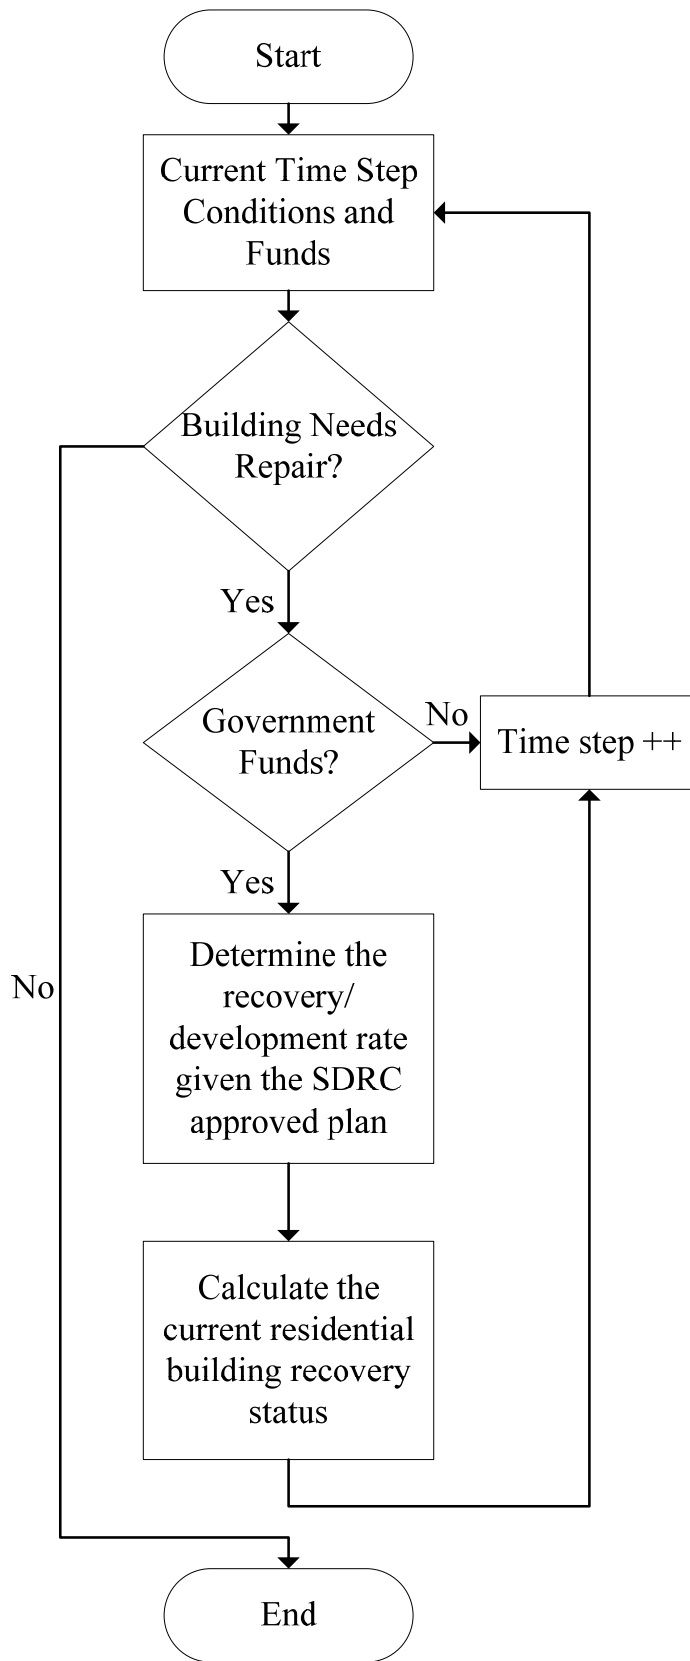 Start
Current Time Step
Conditions and
Funds
Building Needs
Repair?
Yes
Government
Funds?
No
Time step ++
Yes
Determine the
recovery/
development rate
given the SDRC
approved plan
No
Calculate the
current residential
building recovery
status
End